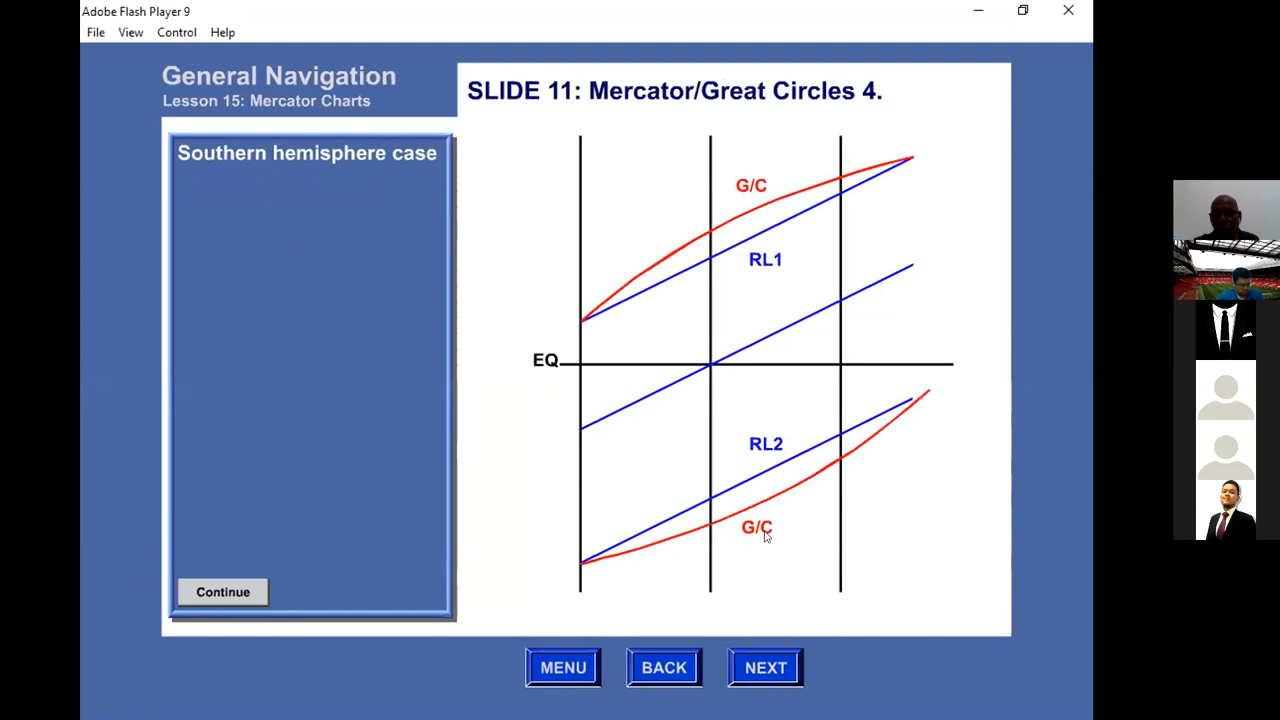 Adobe Flash Player 9
File View Control Help
General Navigation
Lesson 15: Mercator Charts
SLIDE 11: Mercator/Great Circles 4.
Southern hemisphere case
G/C
RL1
EQ
RL2
G/C
Continue
MENU BACK NEXT